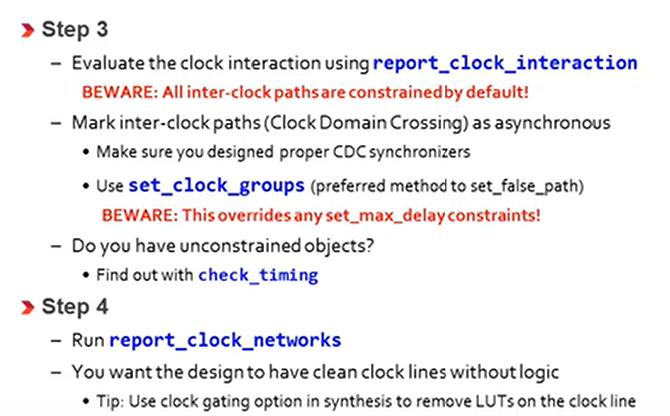 Step 3
– Evaluate the clock interaction using report_clock_interaction
BEWARE: All inter-clock paths are constrained by default!
– Mark inter-clock paths (Clock Domain Crossing) as asynchronous
• Make sure you designed proper CDC synchronizers
• Use set_clock_groups (preferred method to set_false_path)
BEWARE: This overrides any set_max_delay constraints!
– Do you have unconstrained objects?
• Find out with check_timing
Step 4
– Run report_clock_networks
– You want the design to have clean clock lines without logic
• Tip: Use clock gating option in synthesis to remove LUTs on the clock line